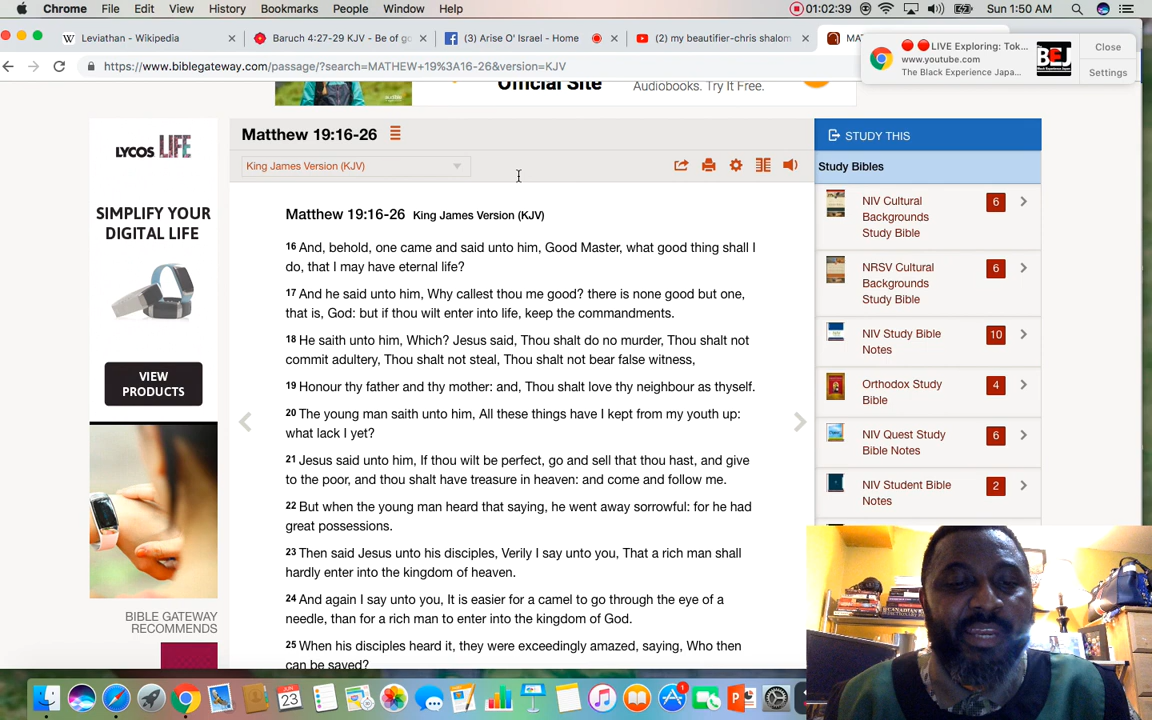 Chrome File Edit View History Bookmarks People Window Help 01:02:39 Sun 1:50 AM
Leviathan - Wikipedia × Baruch 4:27-29 KJV - Be of go × (3) Arise O' Israel - Home × (2) my beautifier-chris shalom × MA
https://www.biblegateway.com/passage/?search=MATHEW+19%3A16-26&version=KJV
LIVE Exploring: Tok...
www.youtube.com
The Black Experience Japa...
BEJ
Close
Settings
Official Site
Audiobooks. Try It Free.
LYCOS LIFE
SIMPLIFY YOUR
DIGITAL LIFE
VIEW
PRODUCTS
BIBLE GATEWAY
RECOMMENDS
Matthew 19:16-26
King James Version (KJV)
Matthew 19:16-26 King James Version (KJV)
16 And, behold, one came and said unto him, Good Master, what good thing shall I
do, that I may have eternal life?
17 And he said unto him, Why callest thou me good? there is none good but one,
that is, God: but if thou wilt enter into life, keep the commandments.
18 He saith unto him, Which? Jesus said, Thou shalt do no murder, Thou shalt not
commit adultery, Thou shalt not steal, Thou shalt not bear false witness,
19 Honour thy father and thy mother: and, Thou shalt love thy neighbour as thyself.
20 The young man saith unto him, All these things have I kept from my youth up:
what lack I yet?
21 Jesus said unto him, If thou wilt be perfect, go and sell that thou hast, and give
to the poor, and thou shalt have treasure in heaven: and come and follow me.
22 But when the young man heard that saying, he went away sorrowful: for he had
great possessions.
23 Then said Jesus unto his disciples, Verily I say unto you, That a rich man shall
hardly enter into the kingdom of heaven.
24 And again I say unto you, It is easier for a camel to go through the eye of a
needle, than for a rich man to enter into the kingdom of God.
25 When his disciples heard it, they were exceedingly amazed, saying, Who then
can be saved?
STUDY THIS
Study Bibles
NIV Cultural 6
Backgrounds
Study Bible
NRSV Cultural 6
Backgrounds
Study Bible
NIV Study Bible 10
Notes
Orthodox Study 4
Bible
NIV Quest Study 6
Bible Notes
NIV Student Bible 2
Notes
JUN
23
1